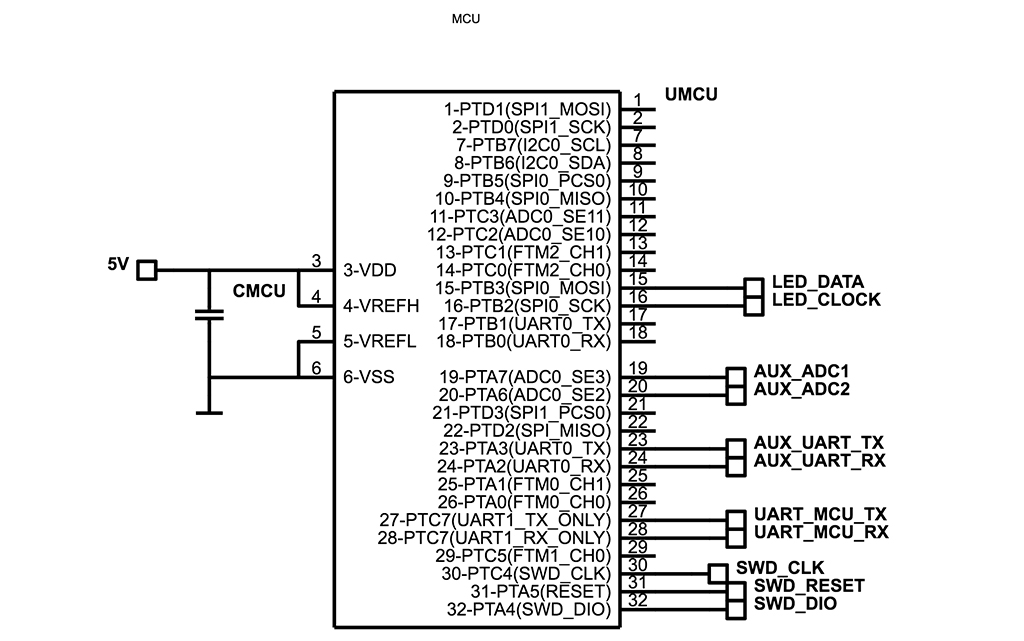 MCU
UMCU
1-PTD1(SPI1_MOSI) 1
2-PTD0(SPI1_SCK) 2
7-PTB7(I2C0_SCL) 7
8-PTB6(I2C0_SDA) 8
9-PTB5(SPI0_PCS0) 9
10-PTB4(SPI0_MISO) 10
11-PTC3(ADC0_SE11) 11
12-PTC2(ADC0_SE10) 12
13-PTC1(FTM2_CH1) 13
5V 3 3-VDD 14-PTC0(FTM2_CH0) 14
CMCU 15-PTB3(SPI0_MOSI) 15 LED_DATA
4 4-VREFH 16-PTB2(SPI0_SCK) 16 LED_CLOCK
17-PTB1(UART0_TX) 17
5 5-VREFL 18-PTB0(UART0_RX) 18
6 6-VSS 19-PTA7(ADC0_SE3) 19 AUX_ADC1
20-PTA6(ADC0_SE2) 20 AUX_ADC2
21-PTD3(SPI1_PCS0) 21
22-PTD2(SPI_MISO) 22
23-PTA3(UART0_TX) 23 AUX_UART_TX
24-PTA2(UART0_RX) 24 AUX_UART_RX
25-PTA1(FTM0_CH1) 25
26-PTA0(FTM0_CH0) 26
27-PTC7(UART1_TX_ONLY) 27 UART_MCU_TX
28-PTC7(UART1_RX_ONLY) 28 UART_MCU_RX
29-PTC5(FTM1_CH0) 29
30-PTC4(SWD_CLK) 30 SWD_CLK
31-PTA5(RESET) 31 SWD_RESET
32-PTA4(SWD_DIO) 32 SWD_DIO